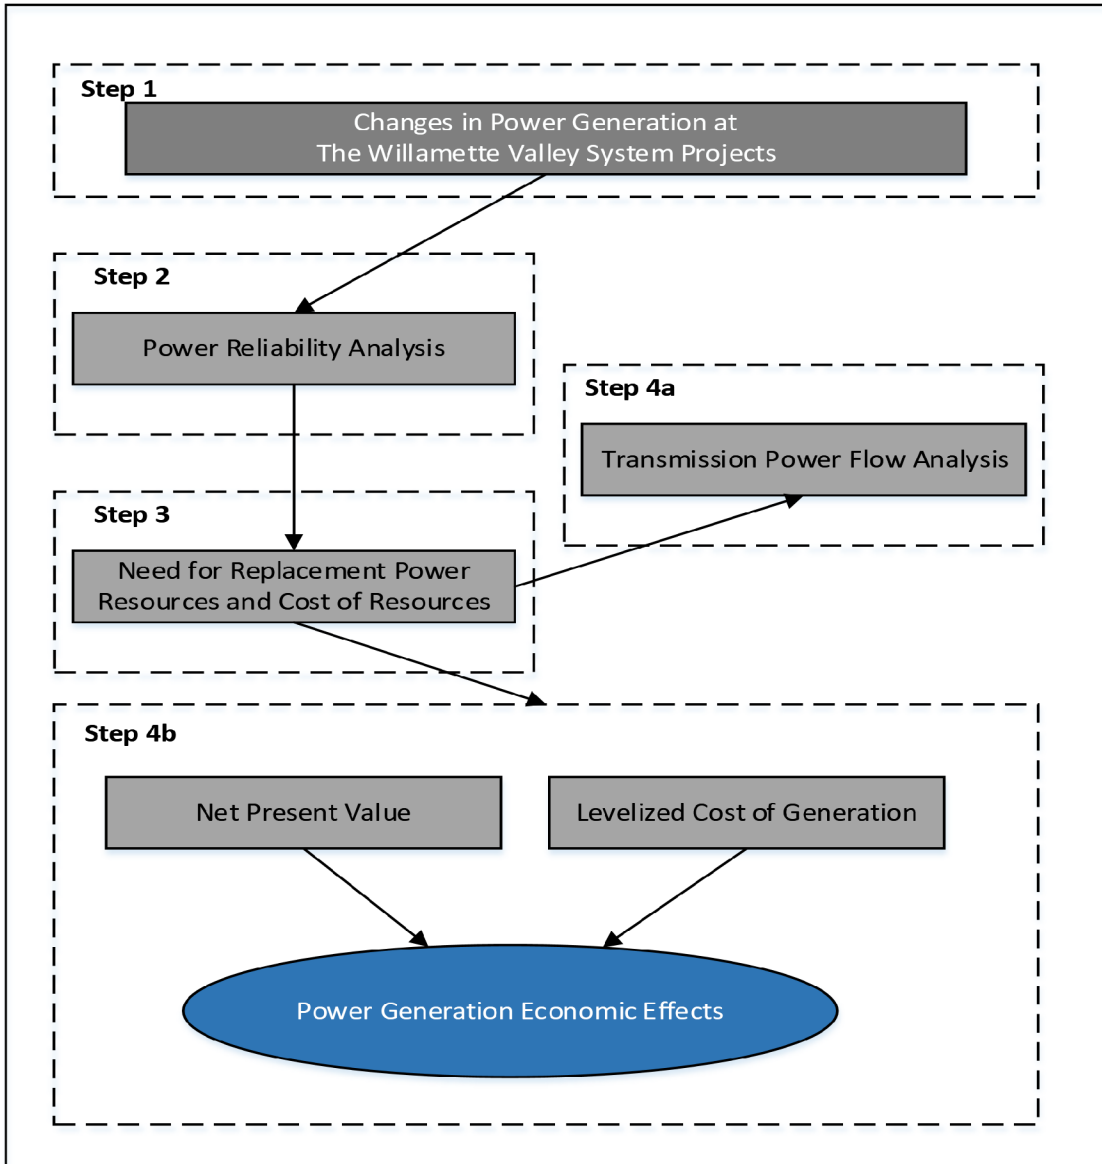 Step 1
Changes in Power Generation at
The Willamette Valley System Projects
Step 2
Power Reliability Analysis
Step 4a
Transmission Power Flow Analysis
Step 3
Need for Replacement Power
Resources and Cost of Resources
Step 4b
Net Present Value
Levelized Cost of Generation
Power Generation Economic Effects